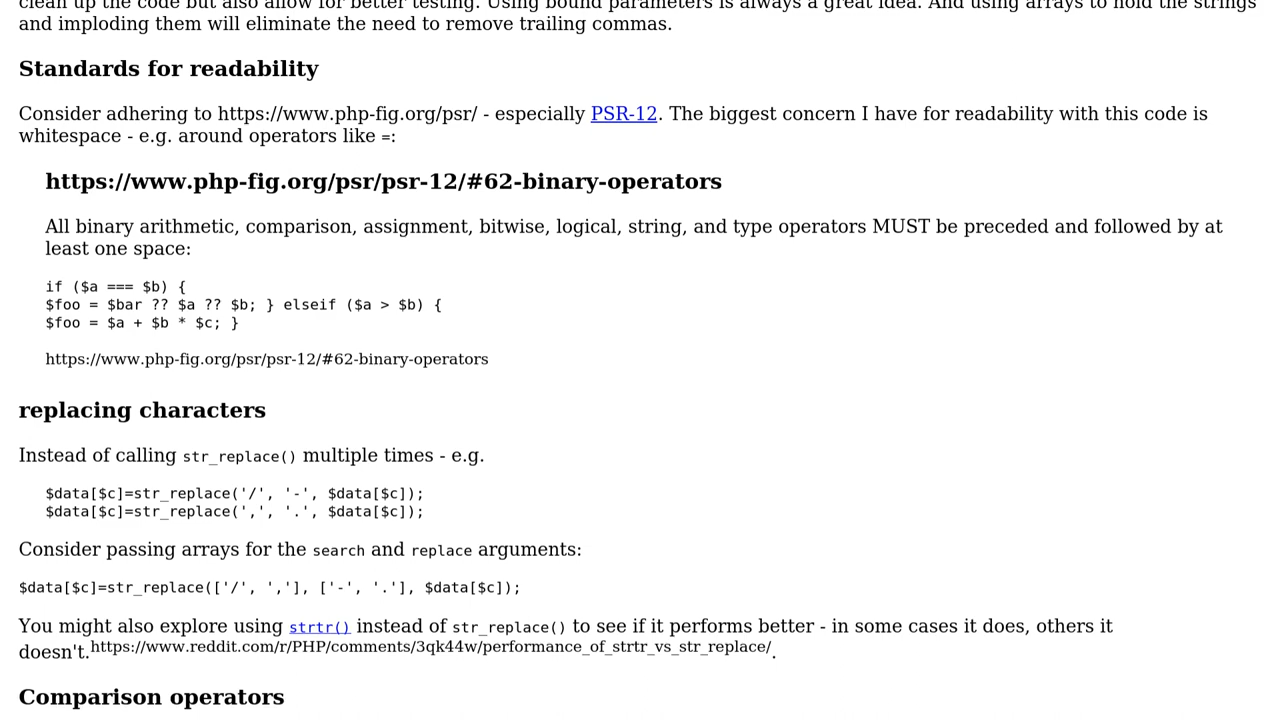 clean up the code but also allow for better testing. Using bound parameters is always a great idea. And using arrays to hold the strings
and imploding them will eliminate the need to remove trailing commas.
Standards for readability
Consider adhering to https://www.php-fig.org/psr/ - especially PSR-12. The biggest concern I have for readability with this code is
whitespace - e.g. around operators like =:
https://www.php-fig.org/psr/psr-12/#62-binary-operators
All binary arithmetic, comparison, assignment, bitwise, logical, string, and type operators MUST be preceded and followed by at
least one space:
if ($a === $b) {
$foo = $bar ?? $a ?? $b; } elseif ($a > $b) {
$foo = $a + $b * $c; }
https://www.php-fig.org/psr/psr-12/#62-binary-operators
replacing characters
Instead of calling str_replace() multiple times - e.g.
$data[$c]=str_replace('/', '-', $data[$c]);
$data[$c]=str_replace(',', '.', $data[$c]);
Consider passing arrays for the search and replace arguments:
$data[$c]=str_replace(['/', ','], ['-', '.'], $data[$c]);
You might also explore using strtr() instead of str_replace() to see if it performs better - in some cases it does, others it
doesn't.https://www.reddit.com/r/PHP/comments/3qk44w/performance_of_strtr_vs_str_replace/.
Comparison operators